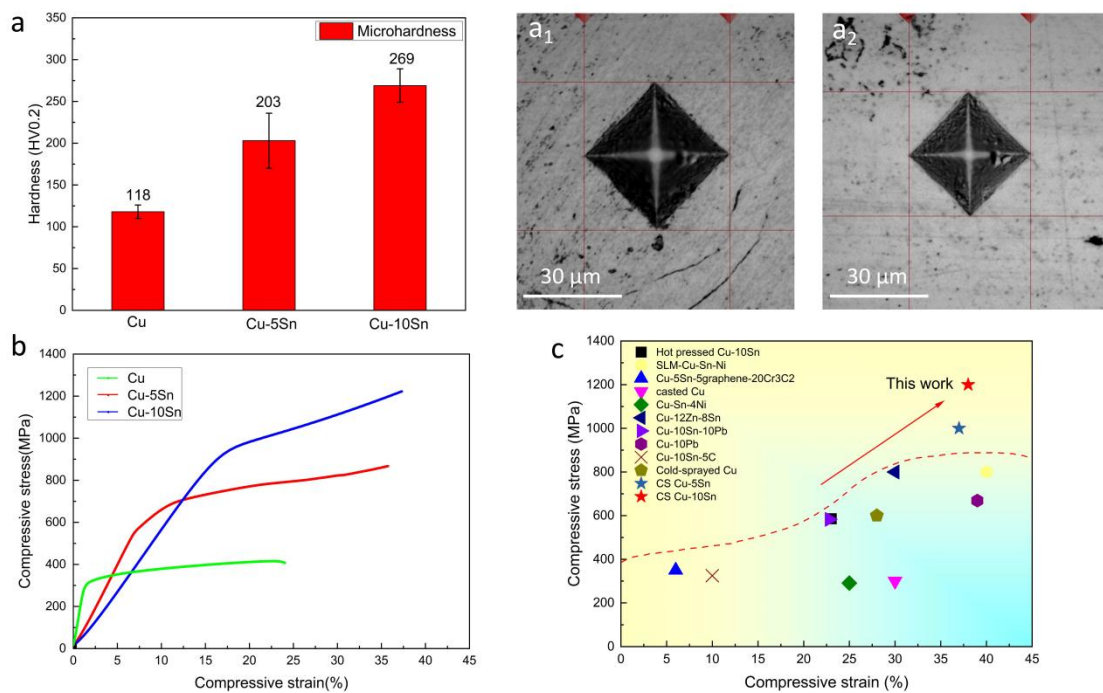 a
Microhardness
350
300
250
200
150
100
50
0
Hardness (HV0.2)
118
203
269
Cu
Cu-5Sn
Cu-10Sn
a1
30 μm
a2
30 μm
b
Cu
Cu-5Sn
Cu-10Sn
1400
1200
1000
800
600
400
200
0
Compressive stress(MPa)
0
5
10
15
20
25
30
35
40
45
Compressive strain(%)
c
Hot pressed Cu-10Sn
SLM-Cu-Sn-Ni
Cu-5Sn-5graphene-20Cr3C2
casted Cu
Cu-Sn-4Ni
Cu-12Zn-8Sn
Cu-10Sn-10Pb
Cu-10Pb
Cu-10Sn-5C
Cold-sprayed Cu
CS Cu-5Sn
CS Cu-10Sn
This work
1400
1200
1000
800
600
400
200
0
Compressive stress (MPa)
0
5
10
15
20
25
30
35
40
45
Compressive strain (%)